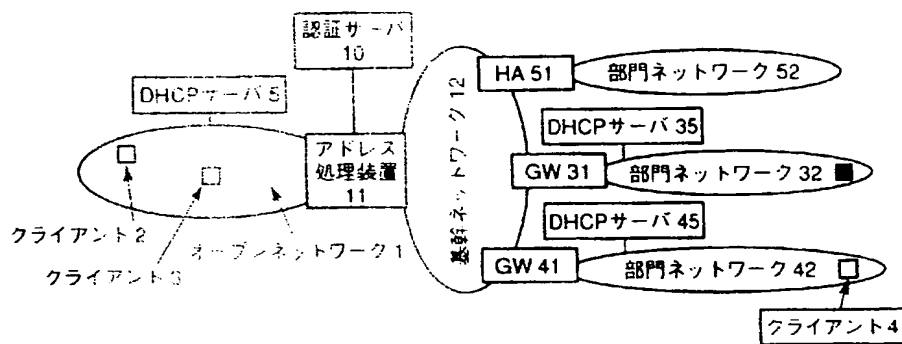 認証サーバ
10
DHCPサーバ 5
アドレス
処理装置
11
基幹ネットワーク 12
HA 51
部門ネットワーク 52
DHCPサーバ 35
GW 31
部門ネットワーク 32
DHCPサーバ 45
GW 41
部門ネットワーク 42
クライアント 2
オープンネットワーク 1
クライアント 3
クライアント 4